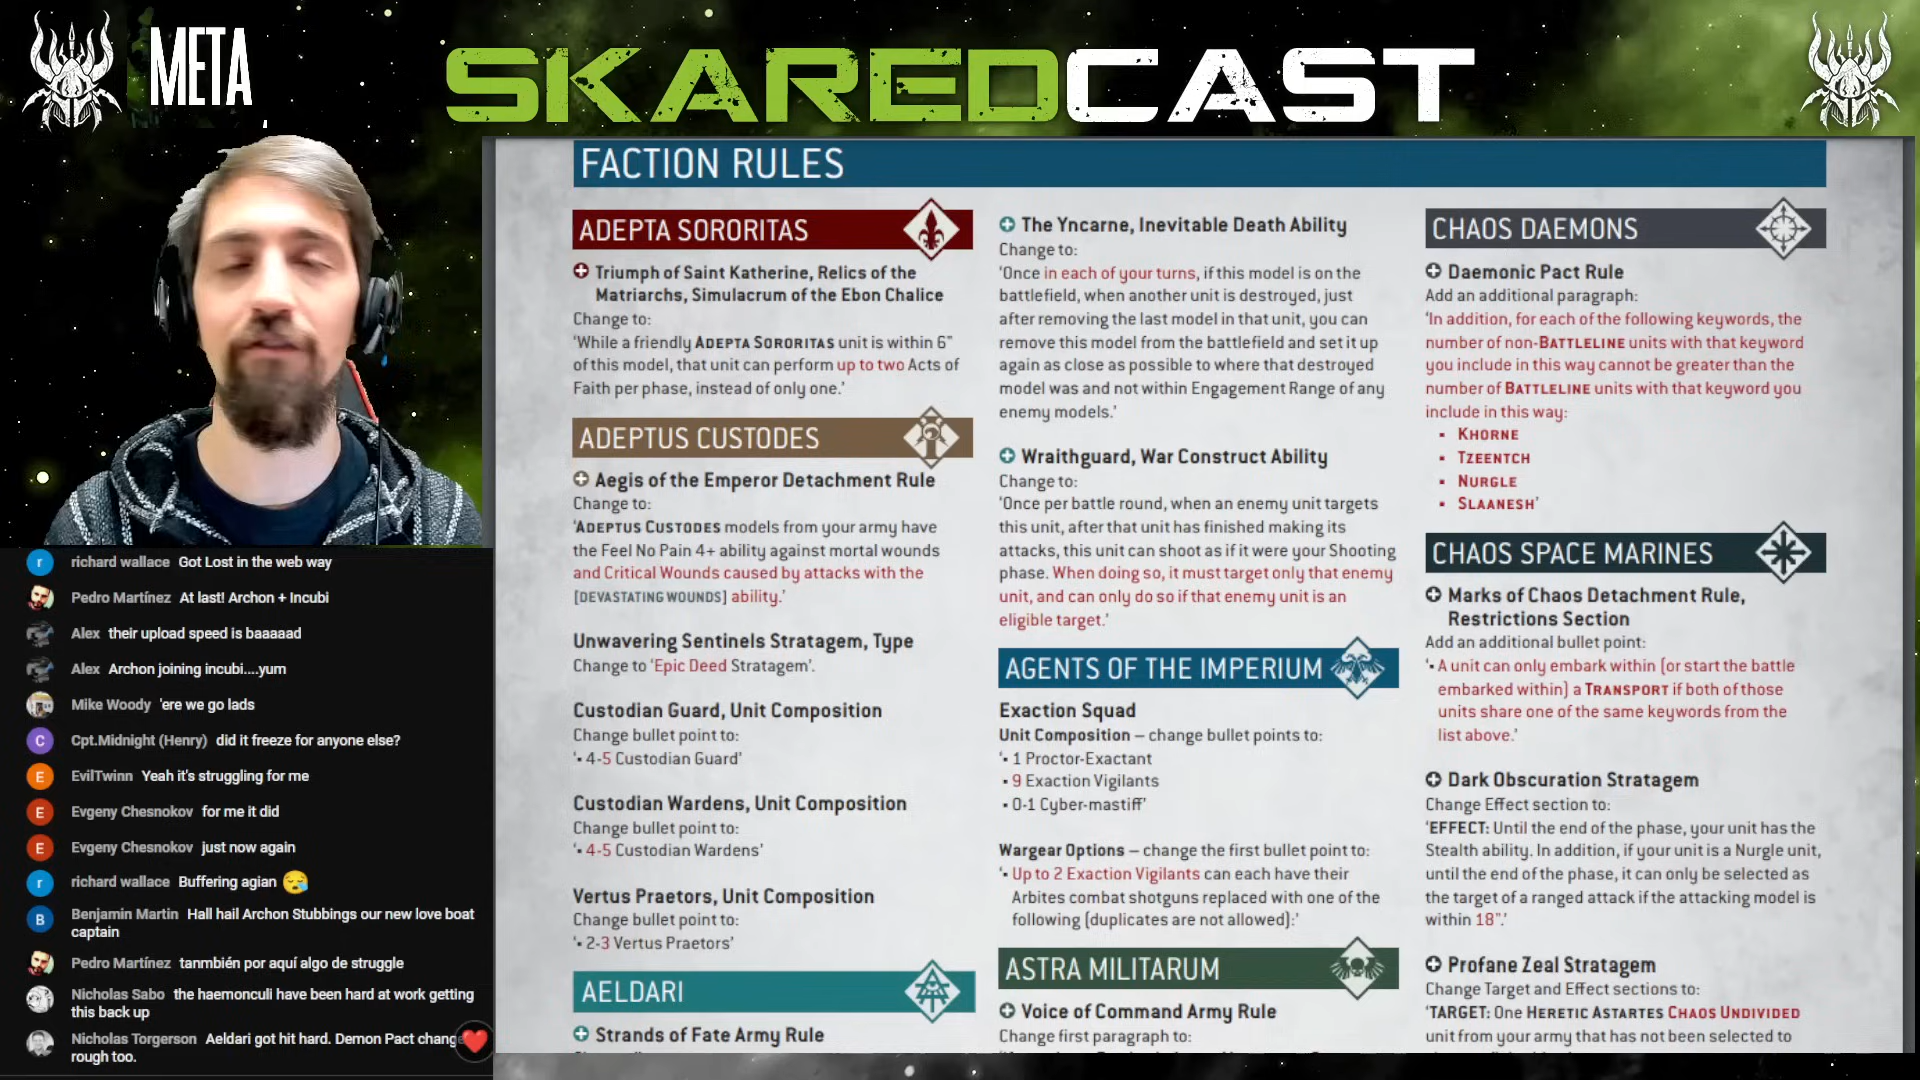 META
SKAREDCAST
richard wallace Got Lost in the web way
Pedro Martínez At last! Archon + Incubi
Alex their upload speed is baaaaad
Alex Archon joining incubi....yum
Mike Woody 'ere we go lads
C Cpt.Midnight (Henry) did it freeze for anyone else?
E EvilTwinn Yeah it's struggling for me
E Evgeny Chesnokov for me it did
E Evgeny Chesnokov just now again
r richard wallace Buffering agian
B Benjamin Martin Hall hail Archon Stubbings our new love boat
captain
Pedro Martínez tanmbién por aquí algo de struggle
Nicholas Sabo the haemonculi have been hard at work getting
this back up
Nicholas Torgerson Aeldari got hit hard. Demon Pact chang
rough too.
FACTION RULES
ADEPTA SORORITAS
Triumph of Saint Katherine, Relics of the
Matriarchs, Simulacrum of the Ebon Chalice
Change to:
'While a friendly ADEPTA SORORITAS unit is within 6"
of this model, that unit can perform up to two Acts of
Faith per phase, instead of only one.'
ADEPTUS CUSTODES
Aegis of the Emperor Detachment Rule
Change to:
'ADEPTUS CUSTODES models from your army have
the Feel No Pain 4+ ability against mortal wounds
and Critical Wounds caused by attacks with the
[DEVASTATING WOUNDS] ability.'
Unwavering Sentinels Stratagem, Type
Change to 'Epic Deed Stratagem'.
Custodian Guard, Unit Composition
Change bullet point to:
'▪ 4-5 Custodian Guard'
Custodian Wardens, Unit Composition
Change bullet point to:
'▪ 4-5 Custodian Wardens'
Vertus Praetors, Unit Composition
Change bullet point to:
'▪ 2-3 Vertus Praetors'
AELDARI
Strands of Fate Army Rule
The Yncarne, Inevitable Death Ability
Change to:
'Once in each of your turns, if this model is on the
battlefield, when another unit is destroyed, just
after removing the last model in that unit, you can
remove this model from the battlefield and set it up
again as close as possible to where that destroyed
model was and not within Engagement Range of any
enemy models.'
Wraithguard, War Construct Ability
Change to:
'Once per battle round, when an enemy unit targets
this unit, after that unit has finished making its
attacks, this unit can shoot as if it were your Shooting
phase. When doing so, it must target only that enemy
unit, and can only do so if that enemy unit is an
eligible target.'
AGENTS OF THE IMPERIUM
Exaction Squad
Unit Composition – change bullet points to:
'▪ 1 Proctor-Exactant
▪ 9 Exaction Vigilants
▪ 0-1 Cyber-mastiff'
Wargear Options – change the first bullet point to:
'▪ Up to 2 Exaction Vigilants can each have their
Arbites combat shotguns replaced with one of the
following (duplicates are not allowed):'
ASTRA MILITARUM
Voice of Command Army Rule
Change first paragraph to:
CHAOS DAEMONS
Daemonic Pact Rule
Add an additional paragraph:
'In addition, for each of the following keywords, the
number of non-BATTLELINE units with that keyword
you include in this way cannot be greater than the
number of BATTLELINE units with that keyword you
include in this way:
▪ KHORNE
▪ TZEENTCH
▪ NURGLE
▪ SLAANESH'
CHAOS SPACE MARINES
Marks of Chaos Detachment Rule,
Restrictions Section
Add an additional bullet point:
'▪ A unit can only embark within (or start the battle
embarked within) a TRANSPORT if both of those
units share one of the same keywords from the
list above.'
Dark Obscuration Stratagem
Change Effect section to:
'EFFECT: Until the end of the phase, your unit has the
Stealth ability. In addition, if your unit is a Nurgle unit,
until the end of the phase, it can only be selected as
the target of a ranged attack if the attacking model is
within 18".'
Profane Zeal Stratagem
Change Target and Effect sections to:
'TARGET: One HERETIC ASTARTES CHAOS UNDIVIDED
unit from your army that has not been selected to